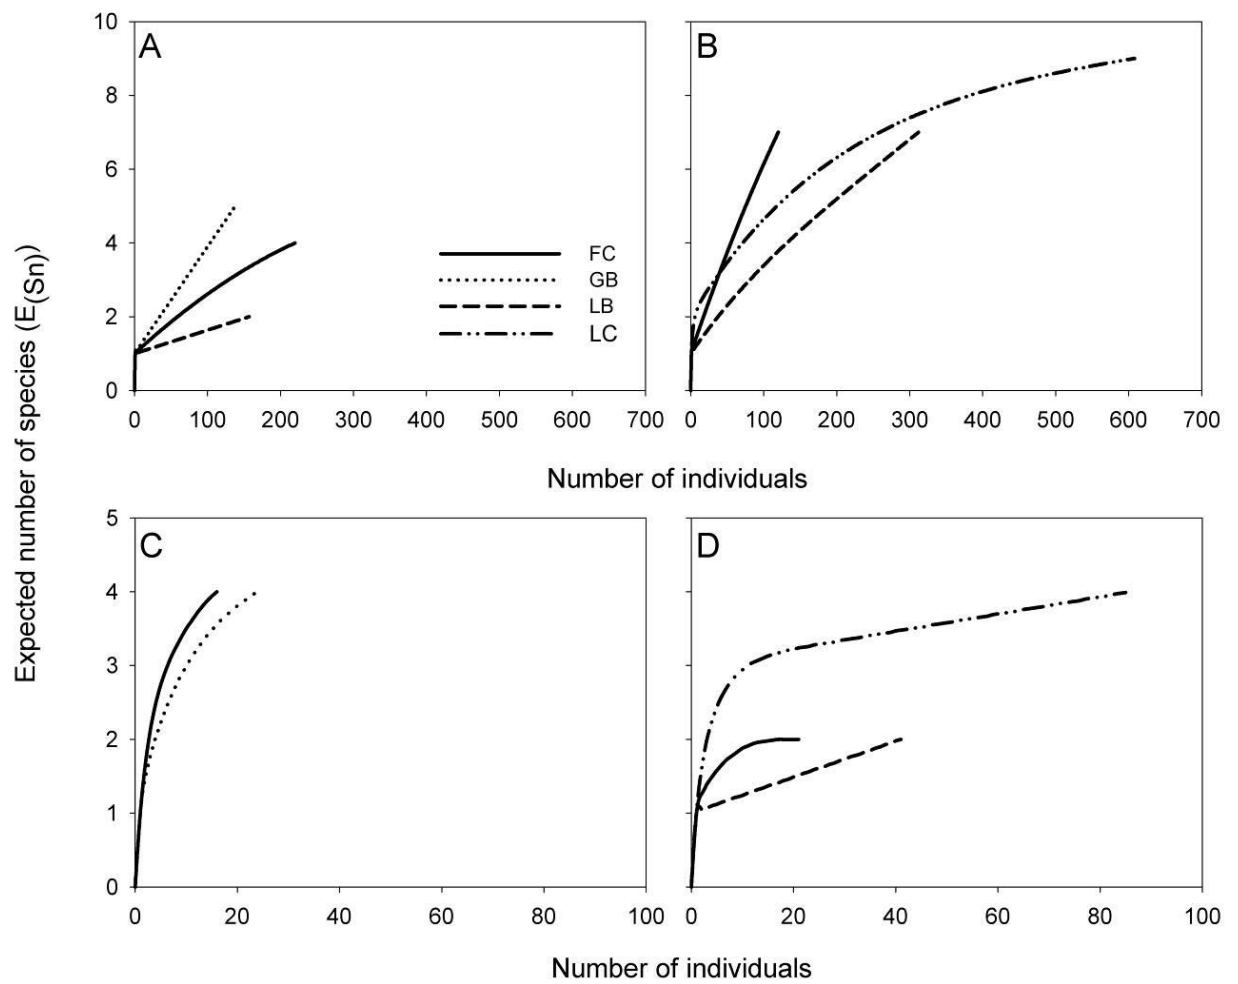 A
10
8
6
4
2
0
0 100 200 300 400 500 600 700
FC
GB
LB
LC
B
0 100 200 300 400 500 600 700
Number of individuals
Expected number of species (E(Sn))
C
5
4
3
2
1
0
0 20 40 60 80 100
D
0 20 40 60 80 100
Number of individuals